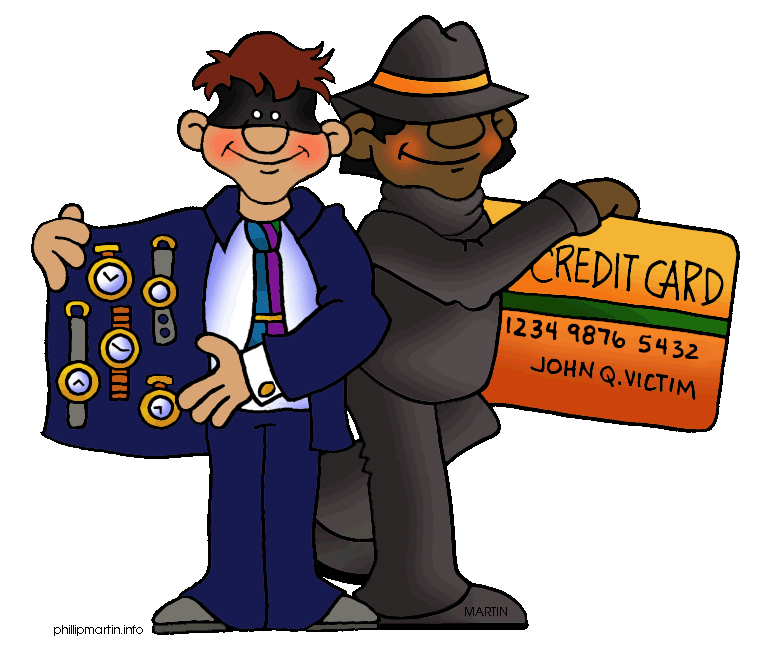 CREDIT CARD
1234 9876 5432
JOHN Q. VICTIM
MARTIN
phillipmartin.info